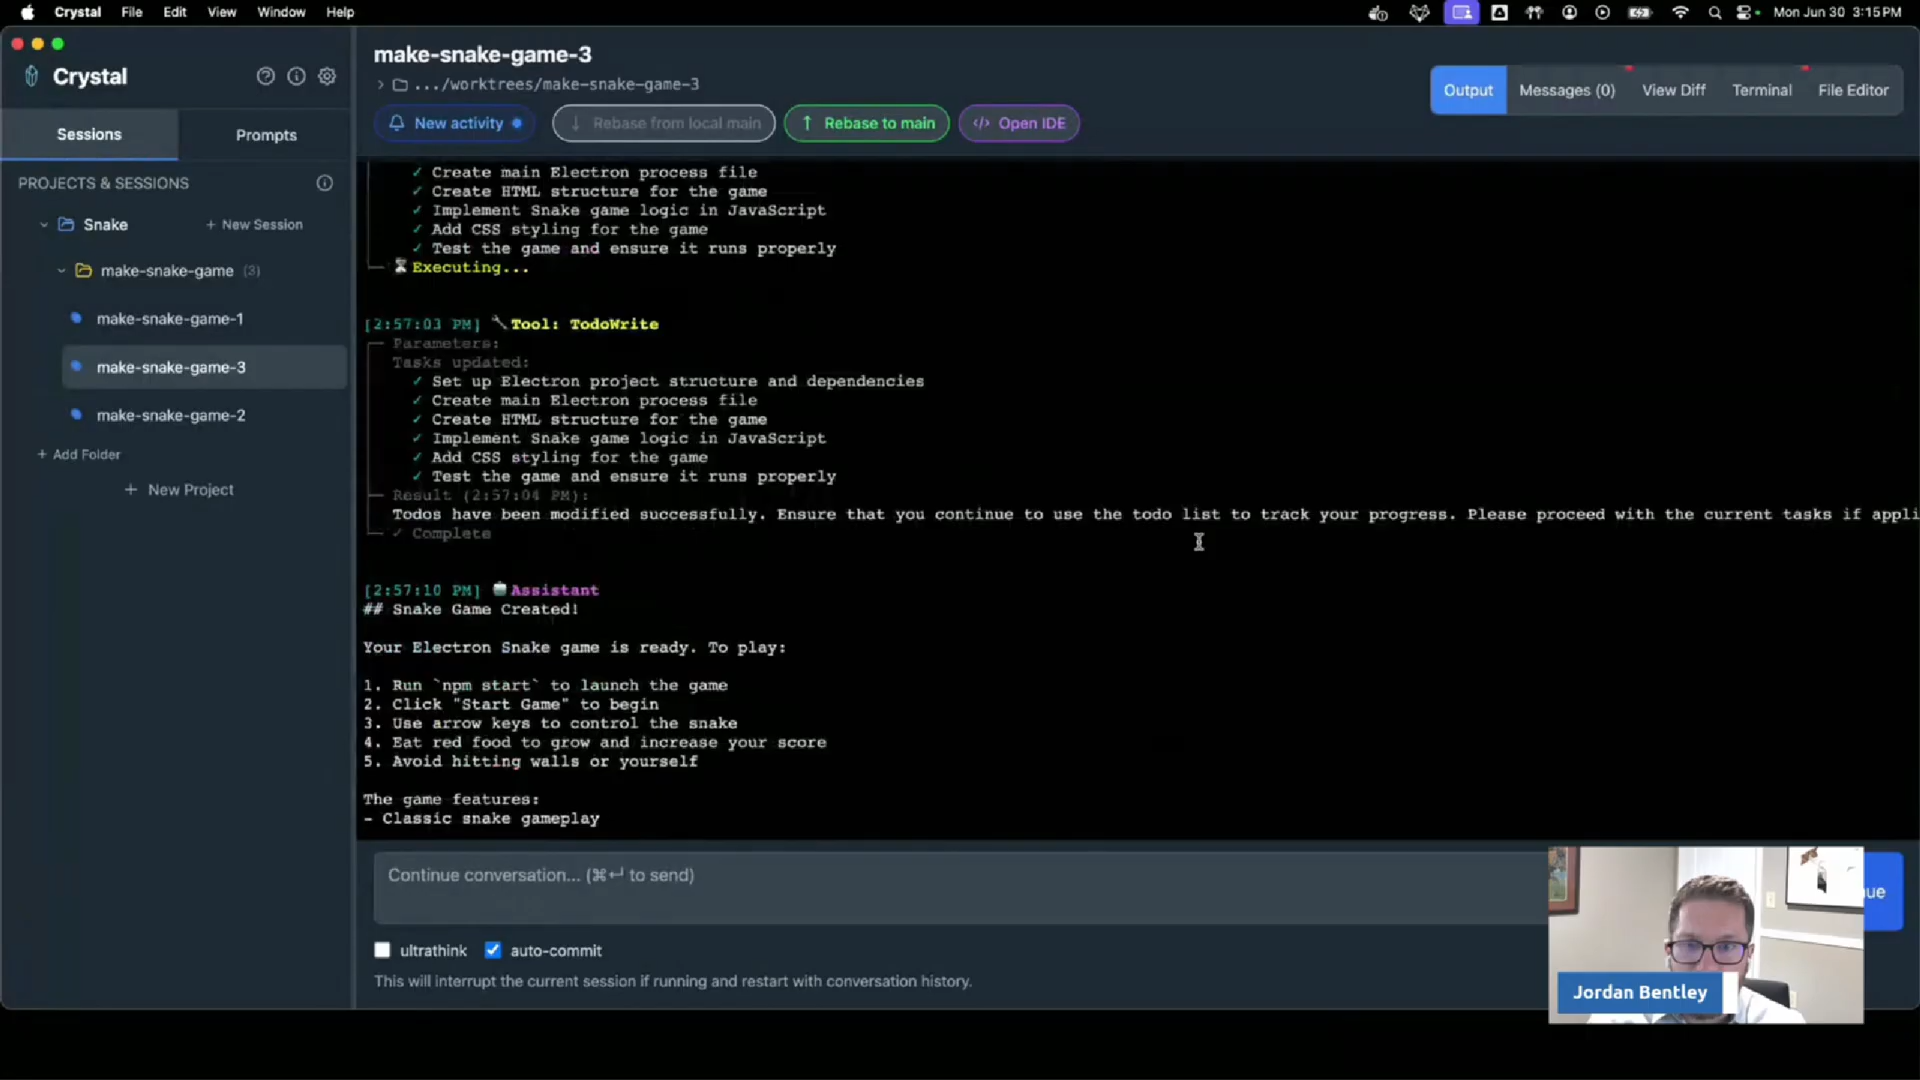 Crystal File Edit View Window Help
Mon Jun 30 3:15 PM
Crystal
Sessions
Prompts
PROJECTS & SESSIONS
Snake
+ New Session
make-snake-game (3)
make-snake-game-1
make-snake-game-3
make-snake-game-2
+ Add Folder
+ New Project
make-snake-game-3
> .../worktrees/make-snake-game-3
New activity
↓ Rebase from local main
↑ Rebase to main
</> Open IDE
Output
Messages (0)
View Diff
Terminal
File Editor
✓ Create main Electron process file
✓ Create HTML structure for the game
✓ Implement Snake game logic in JavaScript
✓ Add CSS styling for the game
✓ Test the game and ensure it runs properly
Executing...
[2:57:03 PM] Tool: TodoWrite
Parameters:
Tasks updated:
✓ Set up Electron project structure and dependencies
✓ Create main Electron process file
✓ Create HTML structure for the game
✓ Implement Snake game logic in JavaScript
✓ Add CSS styling for the game
✓ Test the game and ensure it runs properly
Result (2:57:04 PM):
Todos have been modified successfully. Ensure that you continue to use the todo list to track your progress. Please proceed with the current tasks if appli
✓ Complete
[2:57:10 PM] Assistant
## Snake Game Created!
Your Electron Snake game is ready. To play:
1. Run `npm start` to launch the game
2. Click "Start Game" to begin
3. Use arrow keys to control the snake
4. Eat red food to grow and increase your score
5. Avoid hitting walls or yourself
The game features:
- Classic snake gameplay
Continue conversation... (⌘↵ to send)
ue
ultrathink
auto-commit
This will interrupt the current session if running and restart with conversation history.
Jordan Bentley